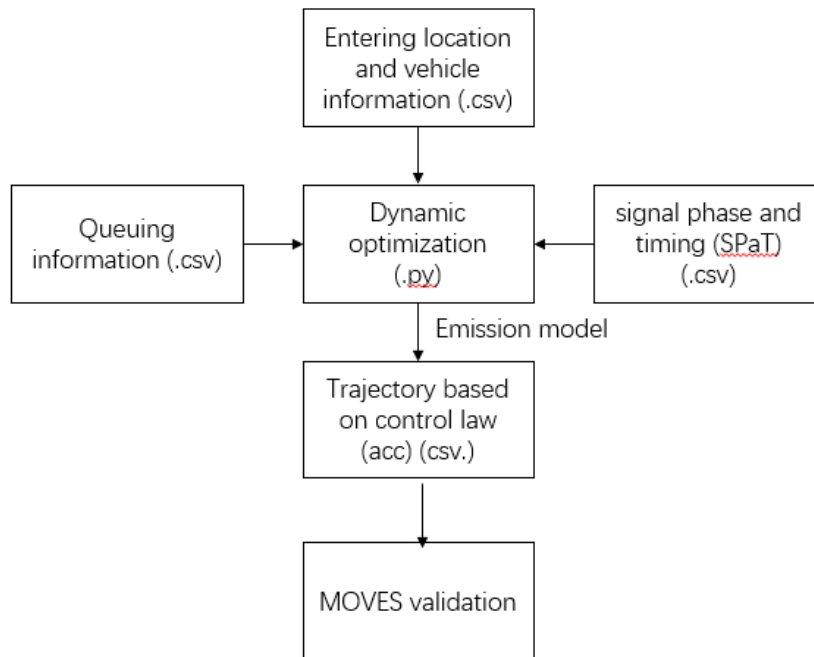 Entering location
and vehicle
information (.csv)
Queuing
information (.csv)
Dynamic
optimization
(.py)
signal phase and
timing (SPaT)
(.csv)
Emission model
Trajectory based
on control law
(acc) (csv.)
MOVES validation